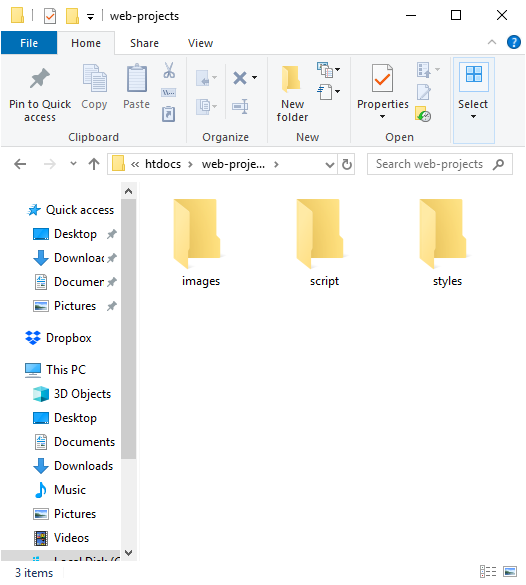 web-projects
File Home Share View
Pin to Quick access
Copy
Paste
New folder
Properties
Select
Clipboard Organize New Open
« htdocs > web-proje... >
Search web-projects
Quick access
Desktop
Downloac
Documer
Pictures
Dropbox
This PC
3D Objects
Desktop
Documents
Downloads
Music
Pictures
Videos
Local Disk (C
images script styles
3 items